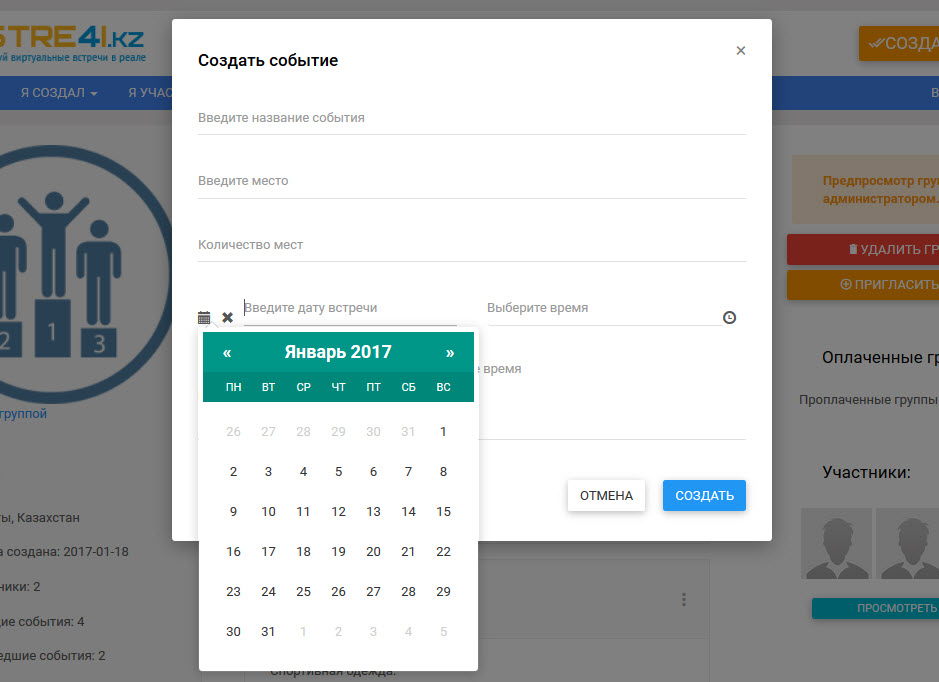 STRE4I.KZ
уй виртуальные встречи в реале
Я СОЗДАЛ
Я УЧАС
В
СОЗДА
2
1
3
группой
ы, Казахстан
а создана: 2017-01-18
ники: 2
ие события: 4
едшие события: 2
Создать событие
×
Введите название события
Введите место
Количество мест
Введите дату встречи
Выберите время
е время
« Январь 2017 »
ПН ВТ СР ЧТ ПТ СБ ВС
26 27 28 29 30 31 1
2 3 4 5 6 7 8
9 10 11 12 13 14 15
16 17 18 19 20 21 22
23 24 25 26 27 28 29
30 31 1 2 3 4 5
ОТМЕНА
СОЗДАТЬ
Спортивная одежда.
Предпросмотр гру
администратором.
УДАЛИТЬ ГР
ПРИГЛАСИТЬ
Оплаченные гр
Проплаченные группы
Участники:
ПРОСМОТРЕТЬ